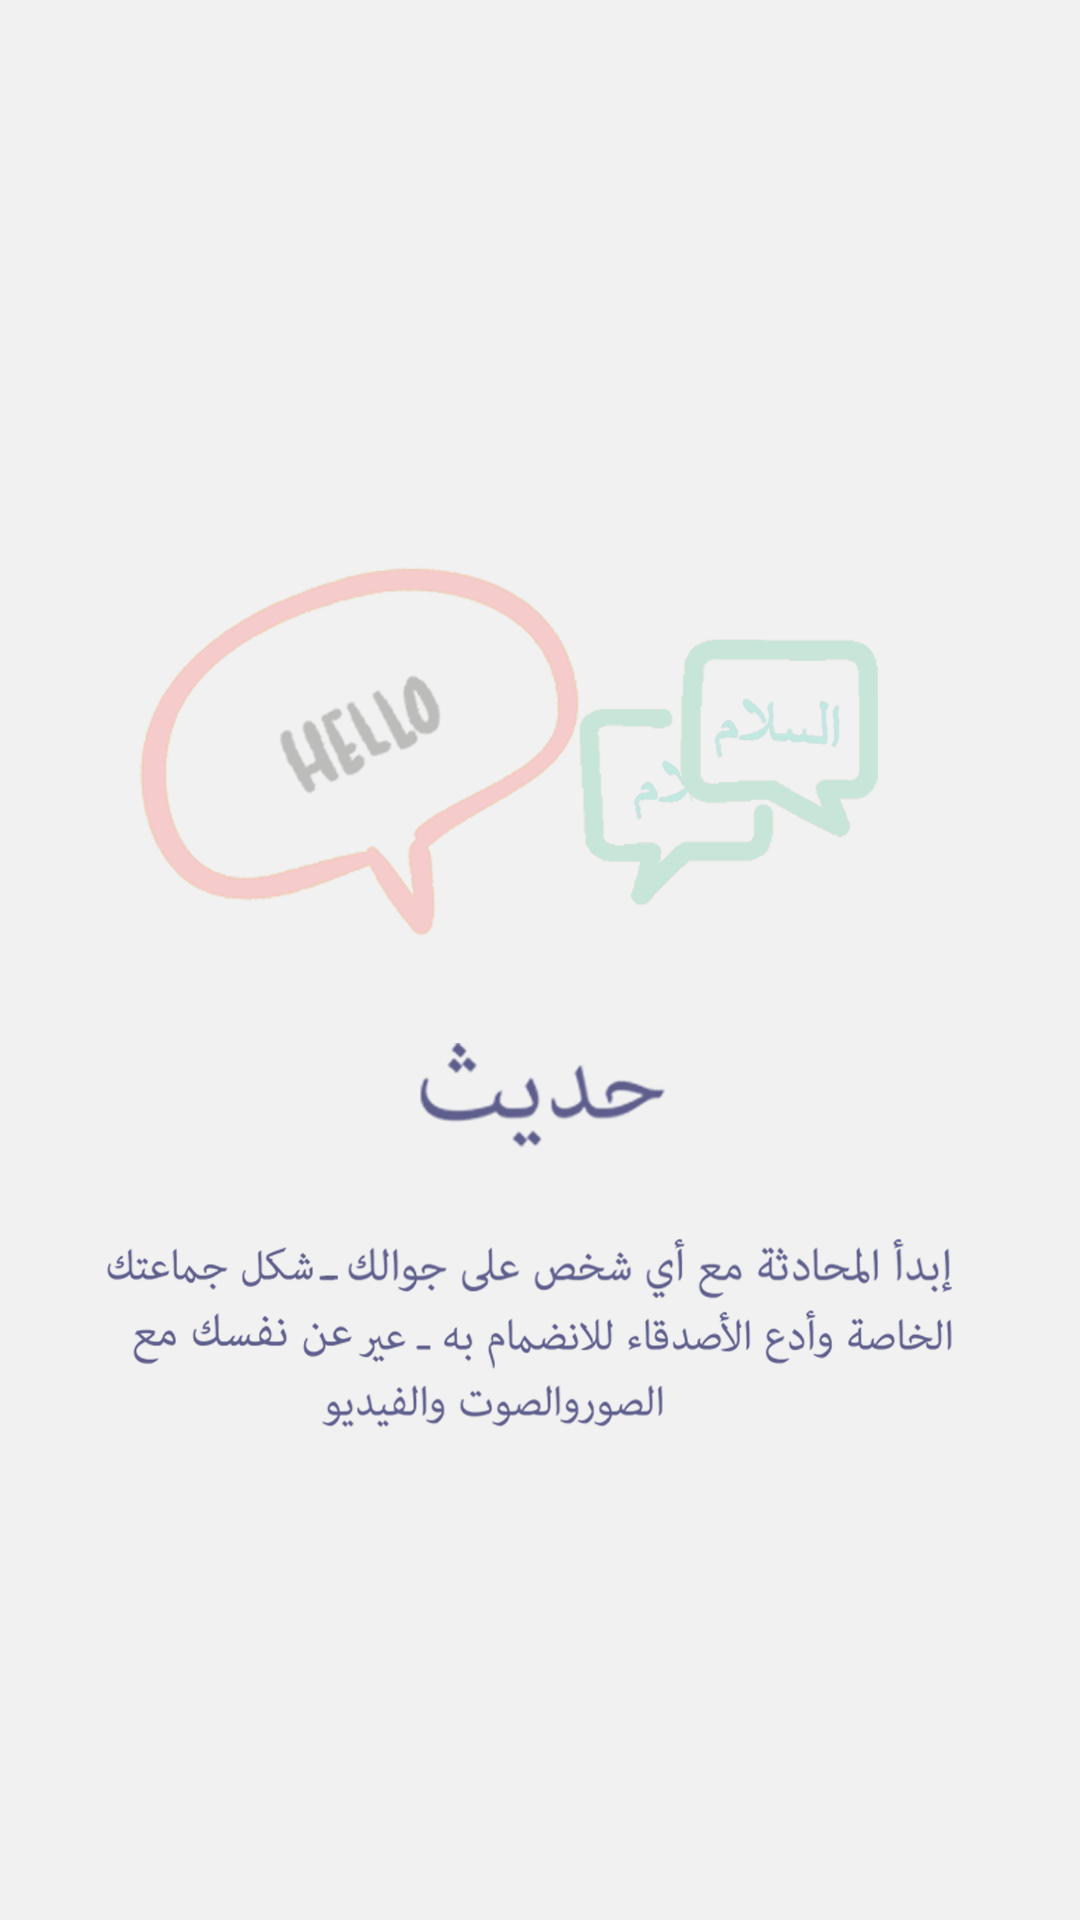 HELLO
السلام
لام
حديث
إبدأ المحادثة مع أي شخص على جوالك ـ شكل جماعتك
الخاصة وأدع الأصدقاء للانضمام به ـ عير عن نفسك مع
الصوروالصوت والفيديو